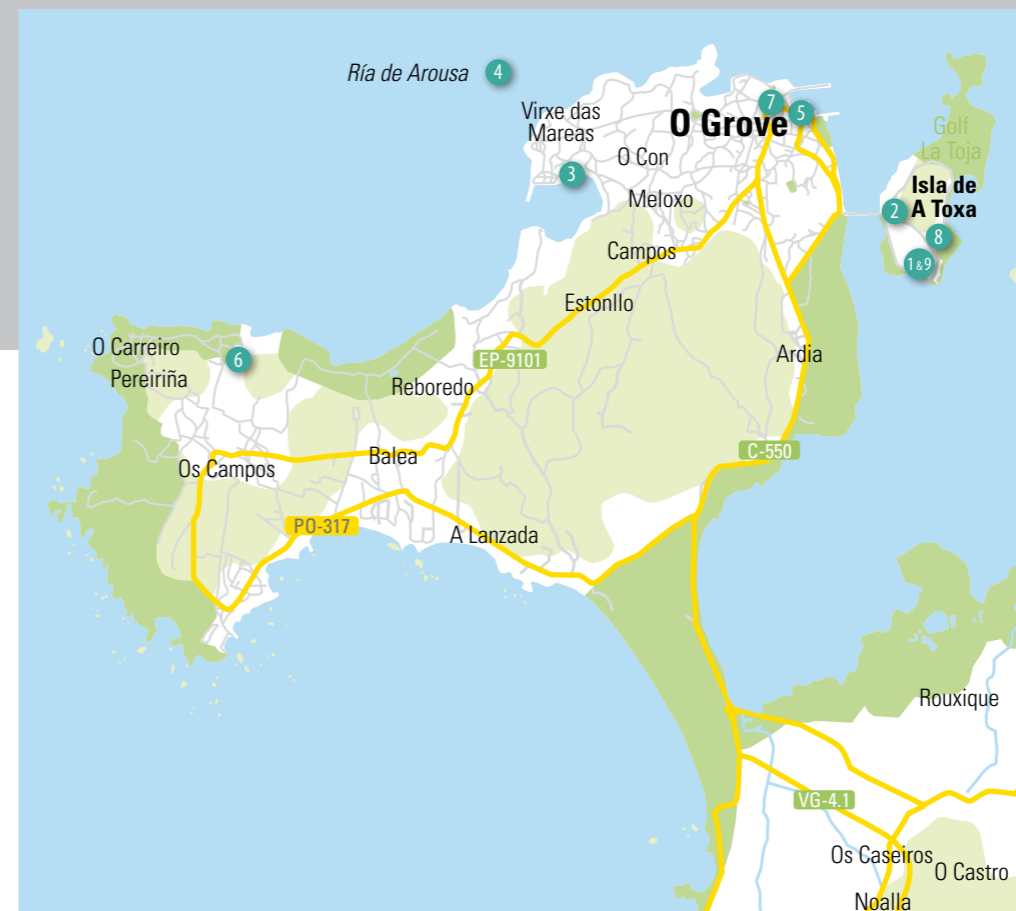 Ría de Arousa
4
7
5
O Grove
Virxe das
Mareas
O Con
3
Meloxo
Golf
La Toja
Isla de
A Toxa
2
8
1&9
Campos
Estonllo
O Carreiro
Pereiriña
6
EP-9101
Ardia
Reboredo
C-550
Balea
Os Campos
PO-317
A Lanzada
Rouxique
VG-4.1
Os Caseiros
O Castro
Noalla